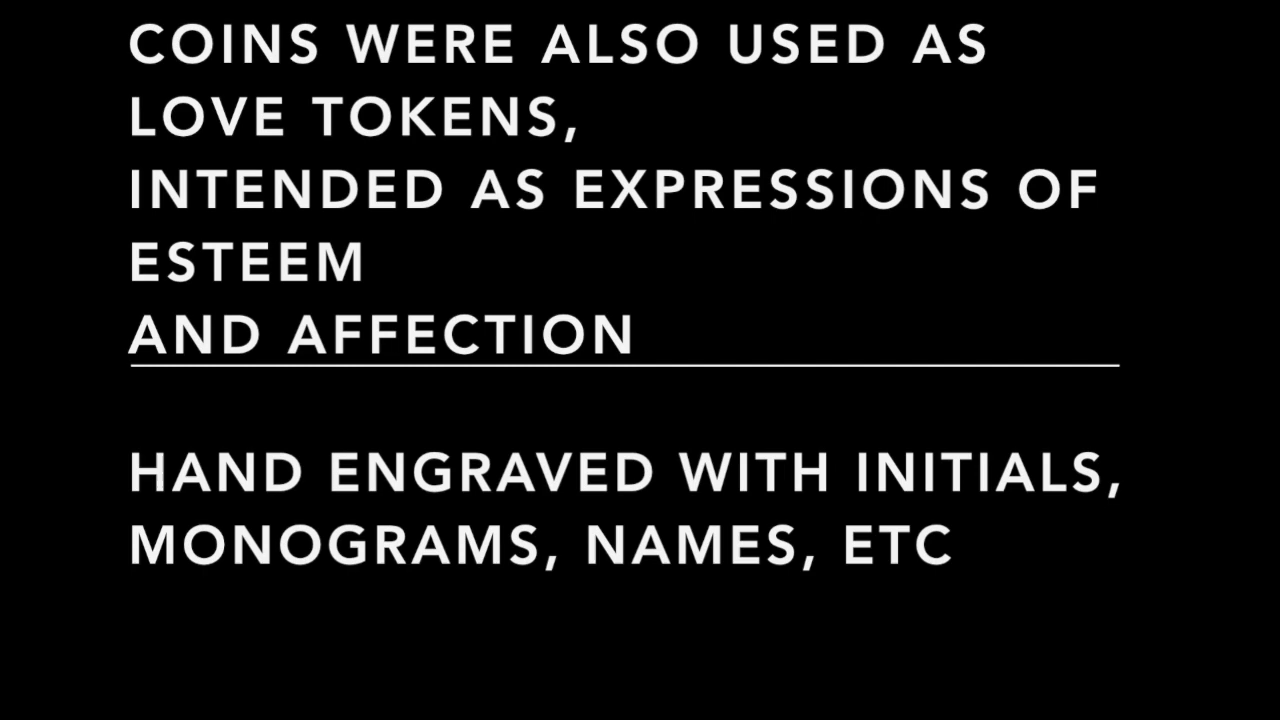 COINS WERE ALSO USED AS
LOVE TOKENS,
INTENDED AS EXPRESSIONS OF
ESTEEM
AND AFFECTION
HAND ENGRAVED WITH INITIALS,
MONOGRAMS, NAMES, ETC